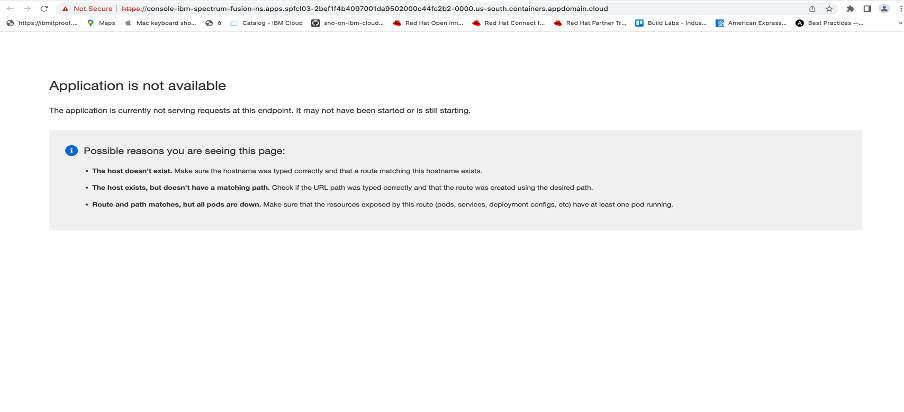 Not Secure | https://console-ibm-spectrum-fusion-ns.apps.spfcl03-2bef1f4b4097001da9502000c44fc2b2-0000.us-south.containers.appdomain.cloud
https://ibmitproof.... Maps Mac keyboard sho... 6 Catalog - IBM Cloud sno-on-ibm-cloud... Red Hat Open Inn... Red Hat Connect f... Red Hat Partner Tr... Build Labs - Indus... American Express... Best Practices —... »
Application is not available
The application is currently not serving requests at this endpoint. It may not have been started or is still starting.
Possible reasons you are seeing this page:
• The host doesn't exist. Make sure the hostname was typed correctly and that a route matching this hostname exists.
• The host exists, but doesn't have a matching path. Check if the URL path was typed correctly and that the route was created using the desired path.
• Route and path matches, but all pods are down. Make sure that the resources exposed by this route (pods, services, deployment configs, etc) have at least one pod running.